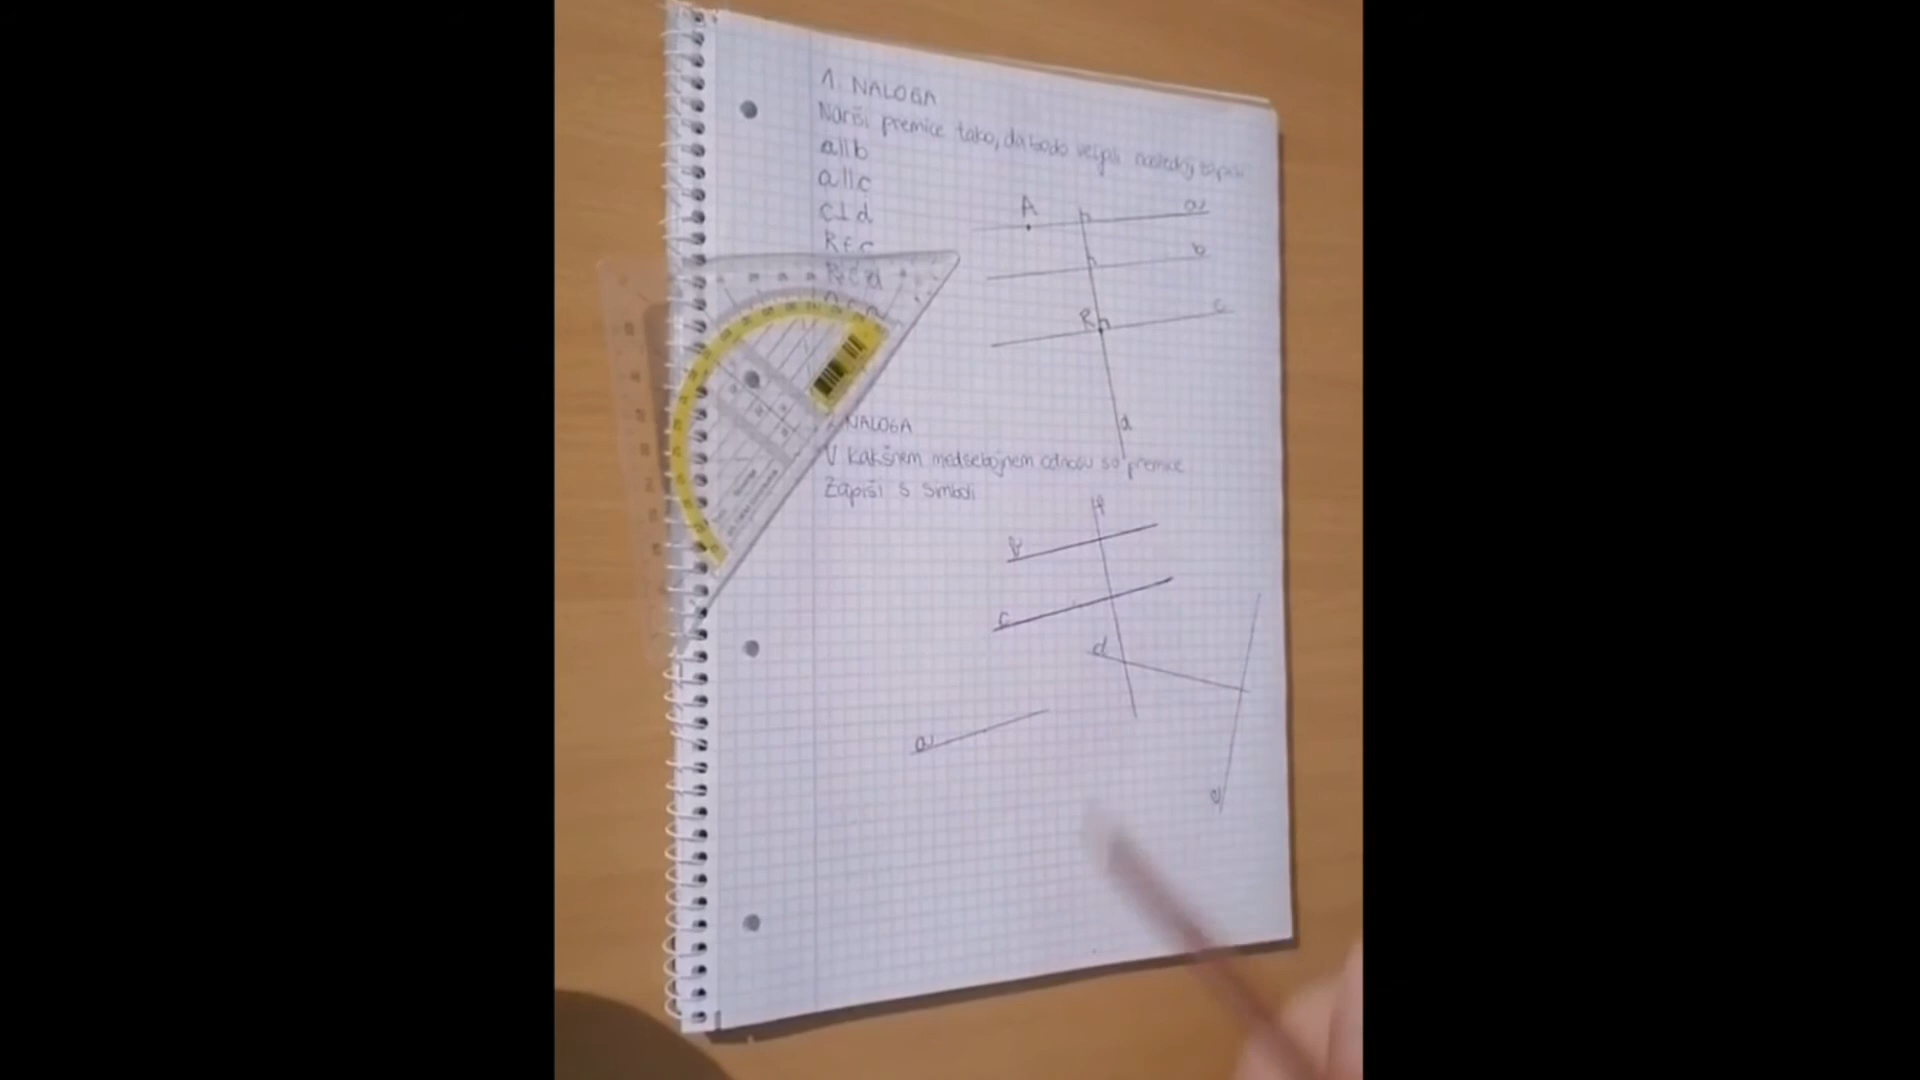 1. NALOGA
Nariši premice tako, da bodo veljali naslednji zapisi
a||b
a||c
c⊥d
A
a
b
R
c
d
NALOGA
V kakšnem medsebojnem odnosu so premice
Zapiši s simboli
f
b
c
d
a
e